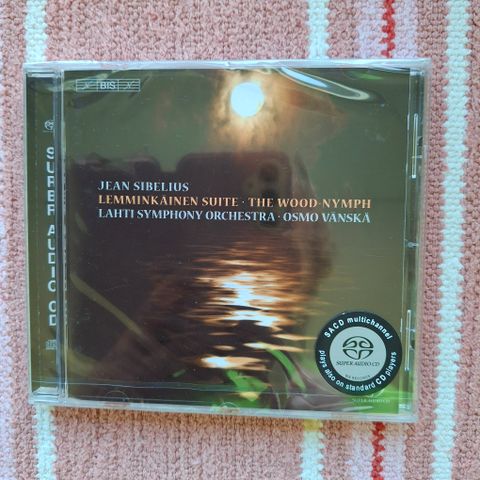 BIS
JEAN SIBELIUS
LEMMINKÄINEN SUITE · THE WOOD-NYMPH
LAHTI SYMPHONY ORCHESTRA · OSMO VÄNSKÄ
SUPER AUDIO CD
SACD multichannel
SUPER AUDIO CD
plays also on standard CD players